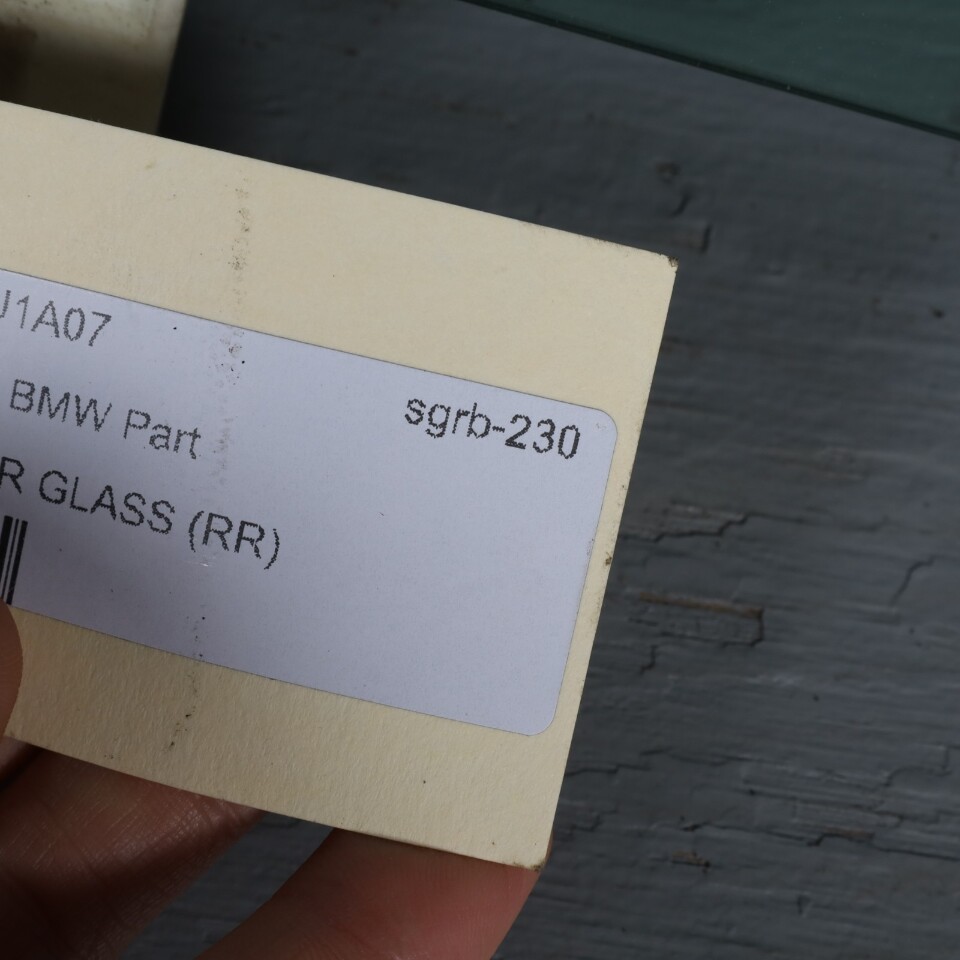 J1A07
BMW Part
sgrb-230
R GLASS (RR)